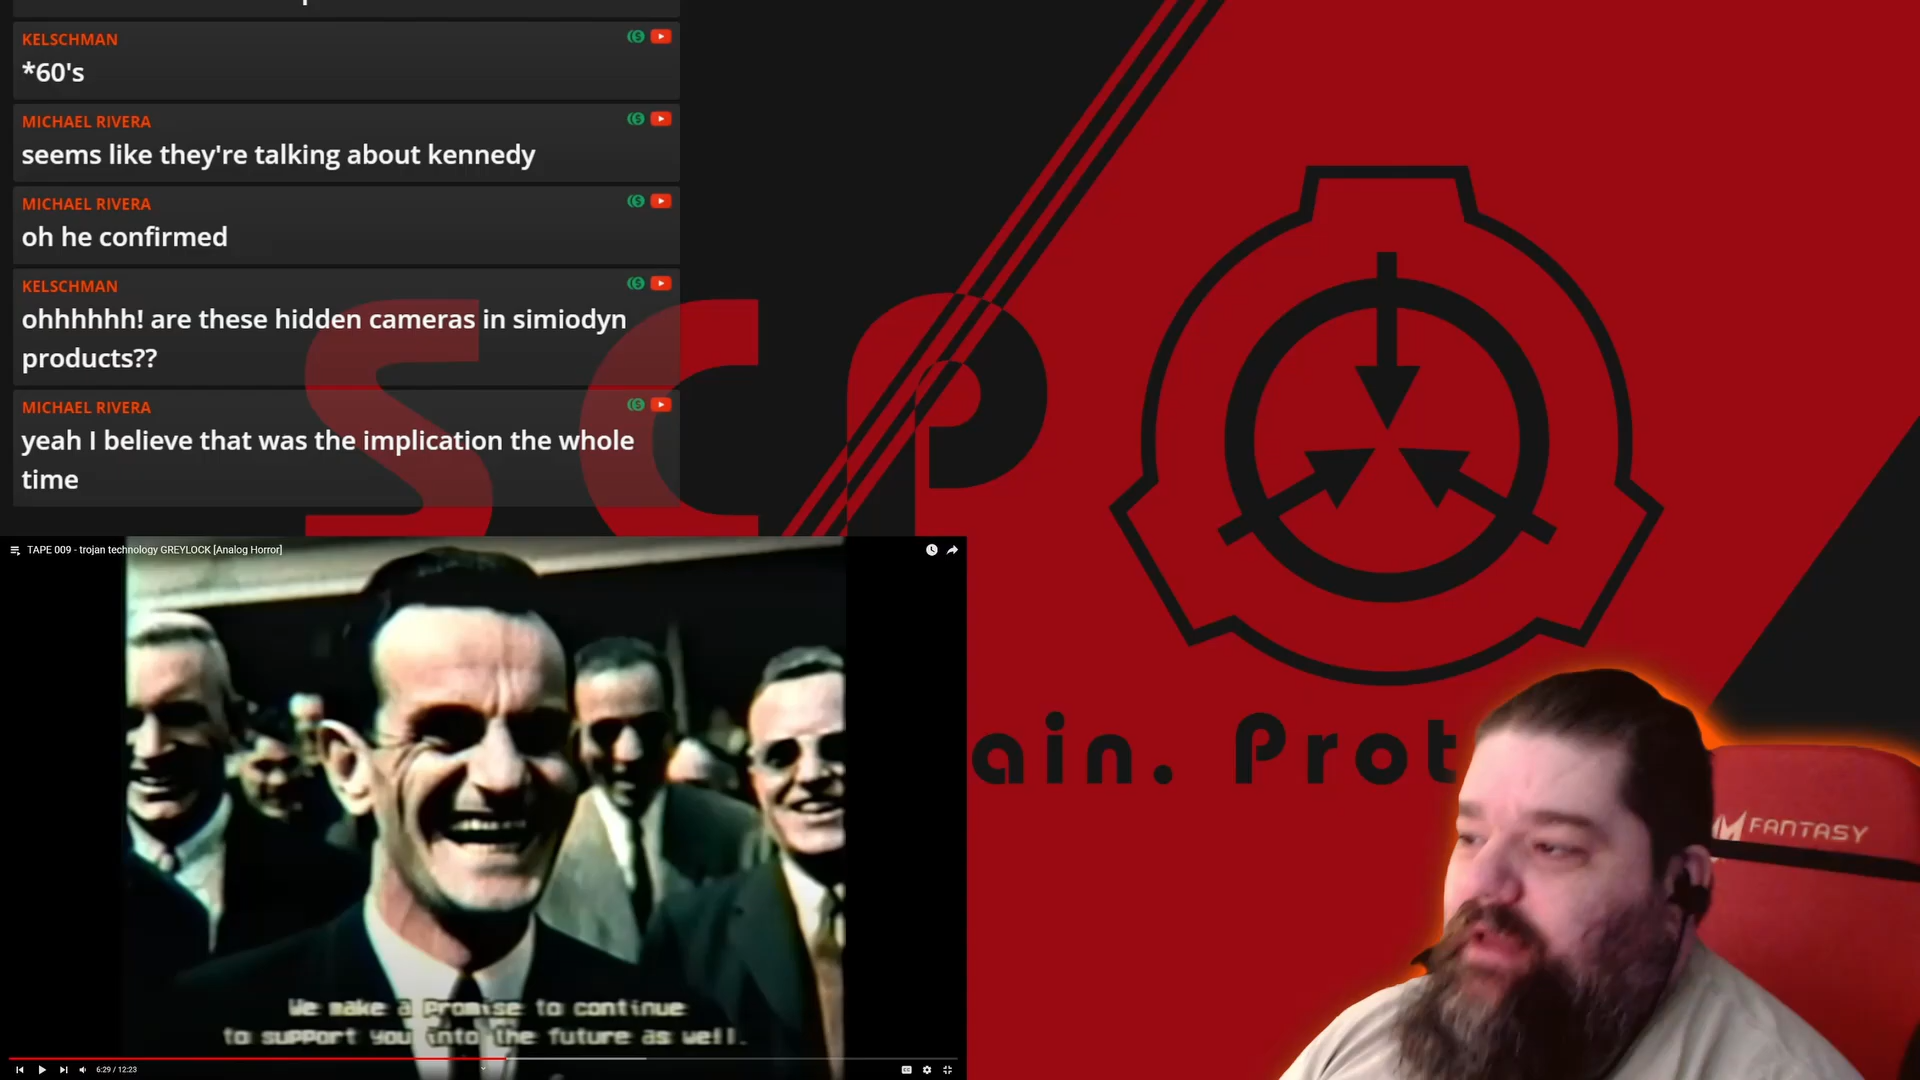 KELSCHMAN
*60's
MICHAEL RIVERA
seems like they're talking about kennedy
MICHAEL RIVERA
oh he confirmed
KELSCHMAN
ohhhhhh! are these hidden cameras in simiodyn
products??
MICHAEL RIVERA
yeah I believe that was the implication the whole
time
SCP
TAPE 009 - trojan technology GREYLOCK [Analog Horror]
We make a promise to continue
to support you into the future as well.
6:29 / 12:23
ain. Prot
FANTASY